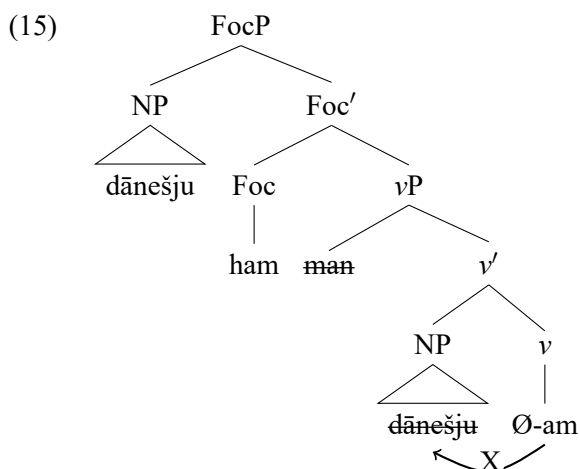 (15) FocP
NP Foc′
dānešju Foc vP
ham man v′
NP v
dānešju Ø-am
X